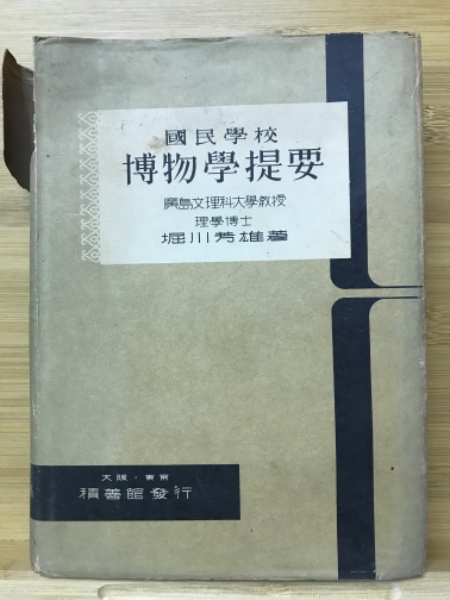 國民學校
博物學提要
廣島文理科大學教授
理學博士
堀川芳雄著
大阪・東京
積善館發行